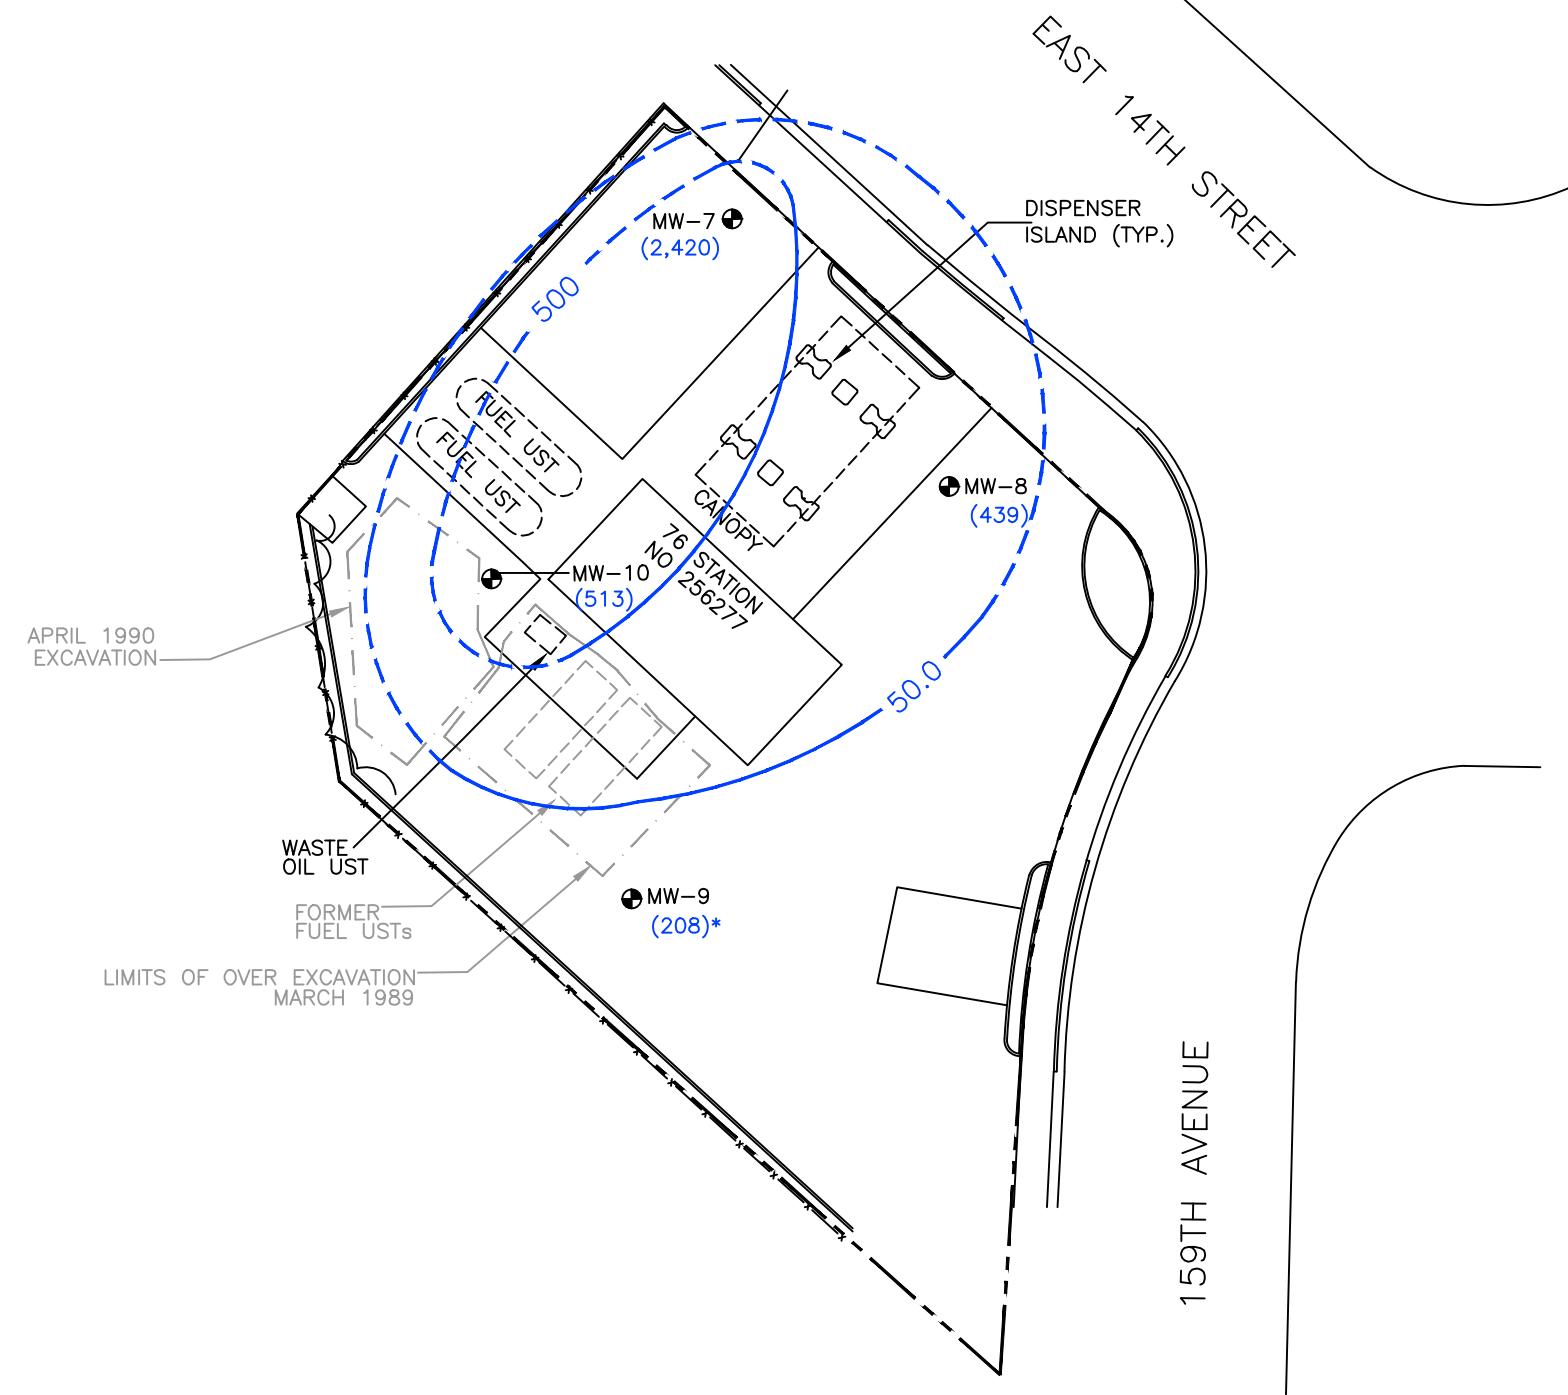 EAST 14TH STREET
DISPENSER
ISLAND (TYP.)
MW-7
(2,420)
500
FUEL UST
FUEL UST
CANOPY
MW-8
(439)
76 STATION
NO 256277
MW-10
(513)
APRIL 1990
EXCAVATION
50.0
WASTE
OIL UST
MW-9
(208)*
FORMER
FUEL USTs
LIMITS OF OVER EXCAVATION
MARCH 1989
159TH AVENUE